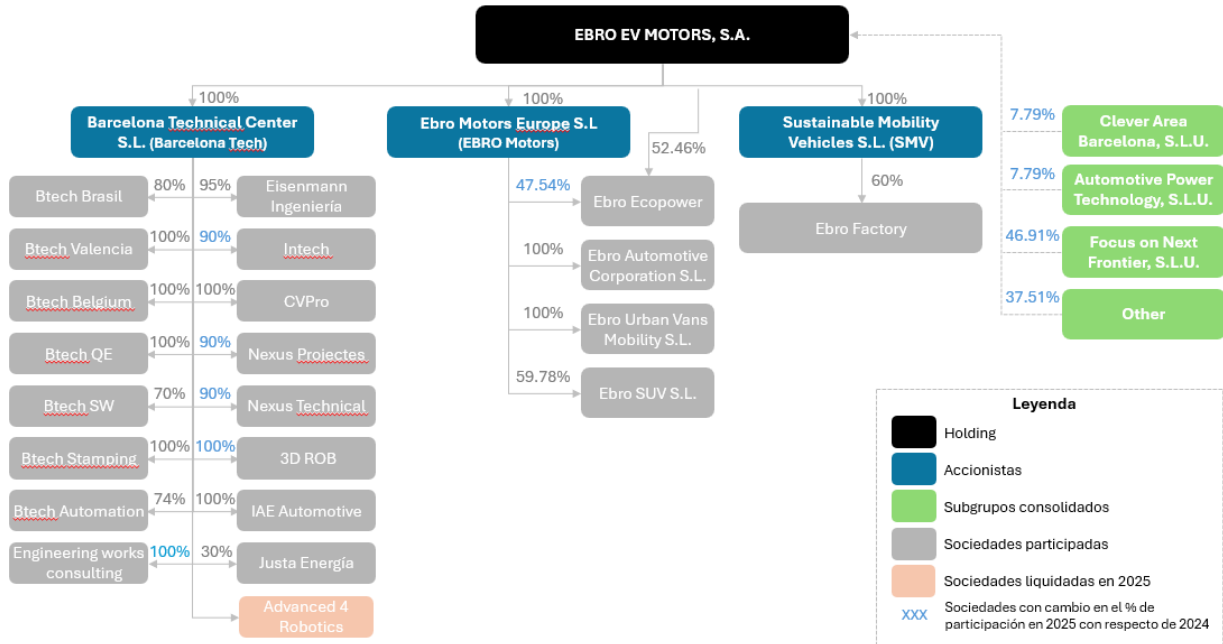 EBRO EV MOTORS, S.A.
100%
100%
100%
Barcelona Technical Center
S.L. (Barcelona Tech)
Ebro Motors Europe S.L
(EBRO Motors)
Sustainable Mobility
Vehicles S.L. (SMV)
52.46%
7.79%
Clever Area
Barcelona, S.L.U.
7.79%
Automotive Power
Technology, S.L.U.
46.91%
Focus on Next
Frontier, S.L.U.
37.51%
Other
Btech Brasil
80%
95%
Eisenmann
Ingeniería
Btech Valencia
100%
90%
Intech
Btech Belgium
100%
100%
CVPro
Btech QE
100%
90%
Nexus Projectes
Btech SW
70%
90%
Nexus Technical
Btech Stamping
100%
100%
3D ROB
Btech Automation
74%
100%
IAE Automotive
Engineering works
consulting
100%
30%
Justa Energía
Advanced 4
Robotics
47.54%
Ebro Ecopower
100%
Ebro Automotive
Corporation S.L.
100%
Ebro Urban Vans
Mobility S.L.
59.78%
Ebro SUV S.L.
60%
Ebro Factory
Leyenda
Holding
Accionistas
Subgrupos consolidados
Sociedades participadas
Sociedades liquidadas en 2025
XXX
Sociedades con cambio en el % de
participación en 2025 con respecto de 2024